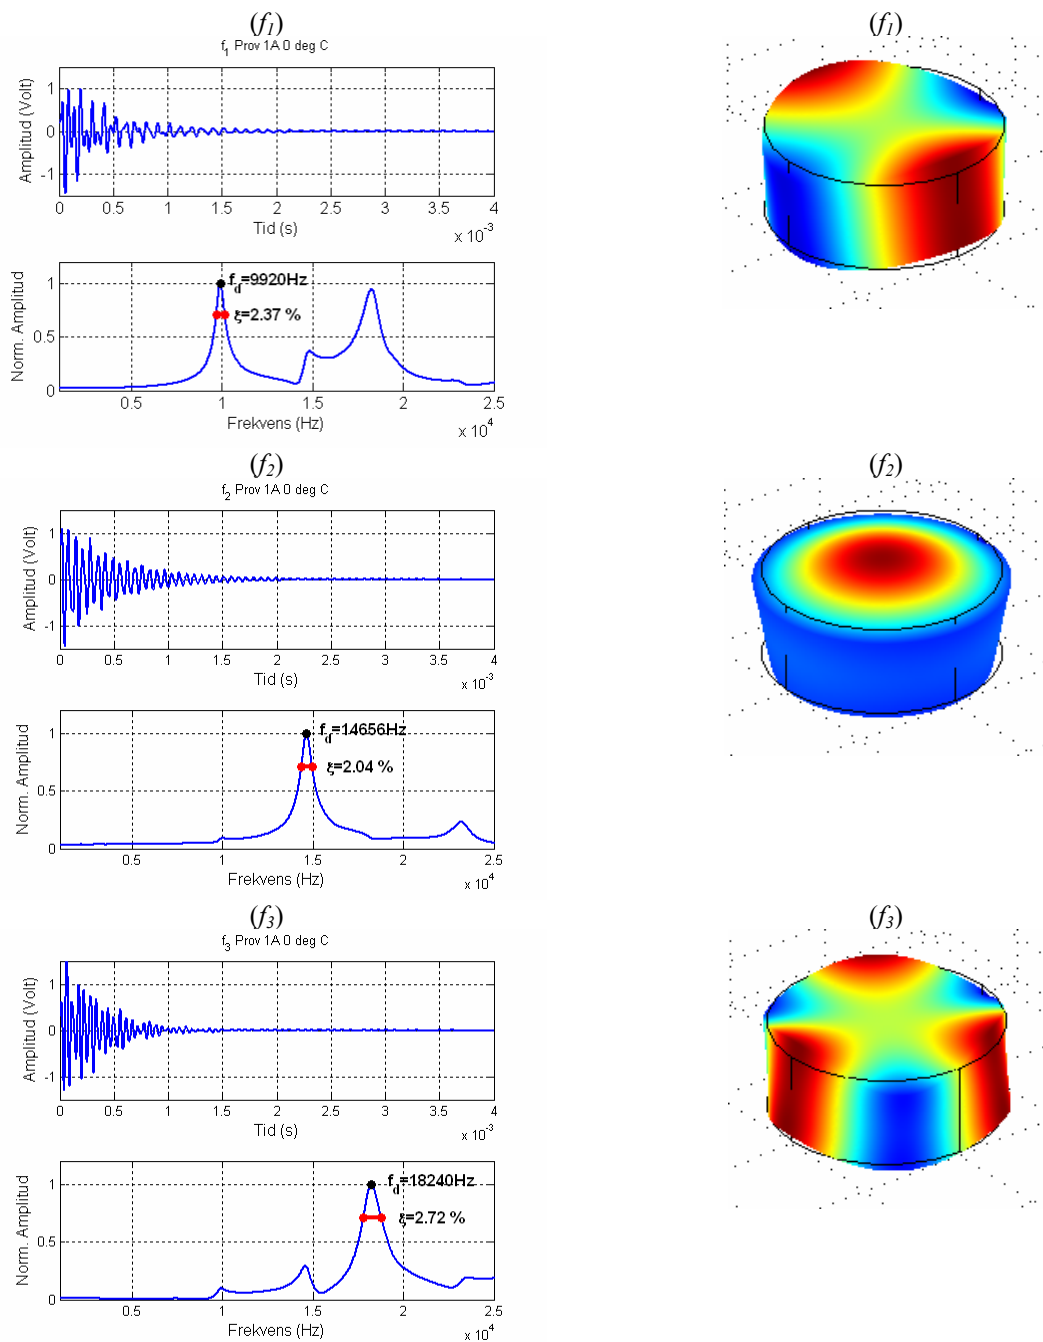 (f1)
f1 Prov 1A 0 deg C
Amplitud (Volt)
1
0
-1
0 0.5 1 1.5 2 2.5 3 3.5 4
Tid (s)
x 10-3
Norm. Amplitud
1
0.5
0
fd=9920Hz
ξ=2.37 %
0.5 1 1.5 2 2.5
Frekvens (Hz)
x 104
(f1)
(f2)
f2 Prov 1A 0 deg C
Amplitud (Volt)
1
0
-1
0 0.5 1 1.5 2 2.5 3 3.5 4
Tid (s)
x 10-3
Norm. Amplitud
1
0.5
0
fd=14656Hz
ξ=2.04 %
0.5 1 1.5 2 2.5
Frekvens (Hz)
x 104
(f2)
(f3)
f3 Prov 1A 0 deg C
Amplitud (Volt)
1
0
-1
0 0.5 1 1.5 2 2.5 3 3.5 4
Tid (s)
x 10-3
Norm. Amplitud
1
0.5
0
fd=18240Hz
ξ=2.72 %
0.5 1 1.5 2 2.5
Frekvens (Hz)
x 104
(f3)